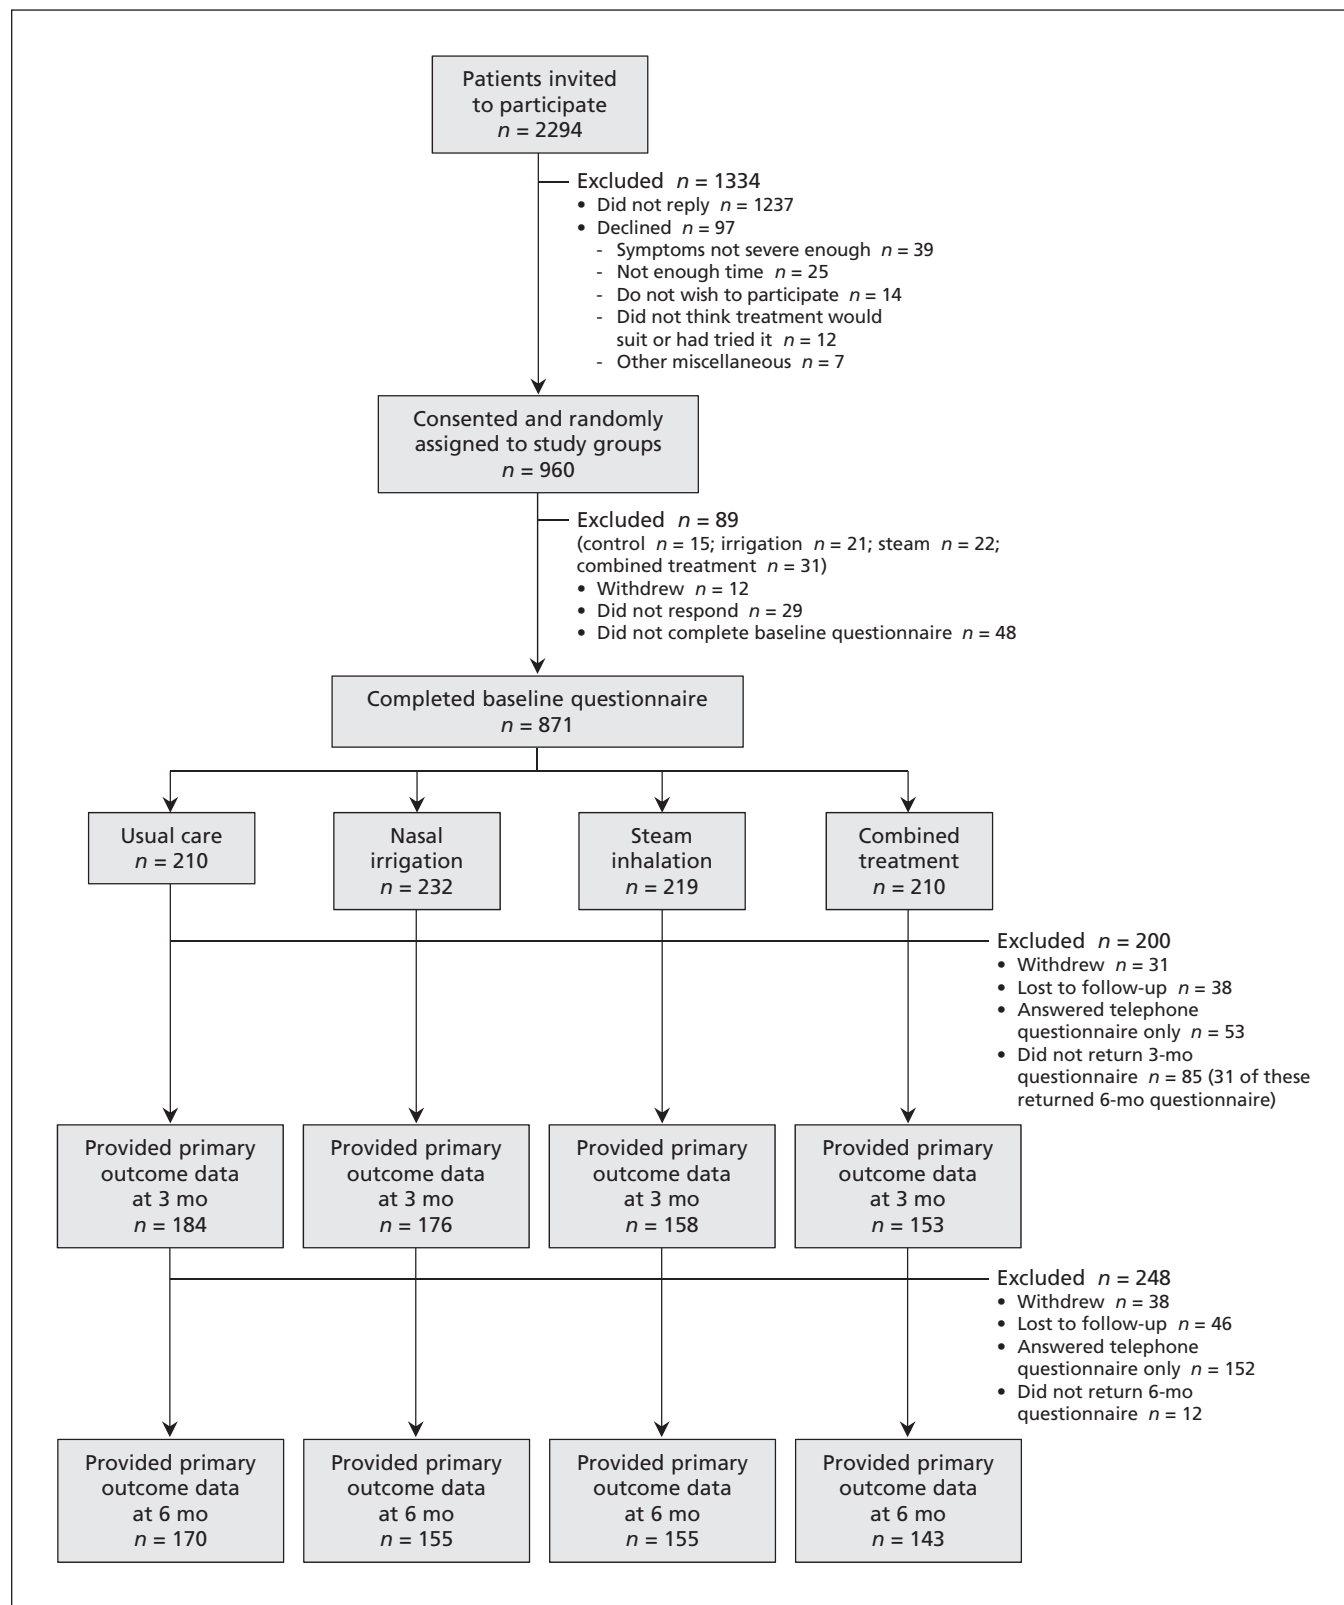 Patients invited
to participate
n = 2294
Excluded n = 1334
• Did not reply n = 1237
• Declined n = 97
- Symptoms not severe enough n = 39
- Not enough time n = 25
- Do not wish to participate n = 14
- Did not think treatment would
suit or had tried it n = 12
- Other miscellaneous n = 7
Consented and randomly
assigned to study groups
n = 960
Excluded n = 89
(control n = 15; irrigation n = 21; steam n = 22;
combined treatment n = 31)
• Withdrew n = 12
• Did not respond n = 29
• Did not complete baseline questionnaire n = 48
Completed baseline questionnaire
n = 871
Usual care
n = 210
Nasal
irrigation
n = 232
Steam
inhalation
n = 219
Combined
treatment
n = 210
Excluded n = 200
• Withdrew n = 31
• Lost to follow-up n = 38
• Answered telephone
questionnaire only n = 53
• Did not return 3-mo
questionnaire n = 85 (31 of these
returned 6-mo questionnaire)
Provided primary
outcome data
at 3 mo
n = 184
Provided primary
outcome data
at 3 mo
n = 176
Provided primary
outcome data
at 3 mo
n = 158
Provided primary
outcome data
at 3 mo
n = 153
Excluded n = 248
• Withdrew n = 38
• Lost to follow-up n = 46
• Answered telephone
questionnaire only n = 152
• Did not return 6-mo
questionnaire n = 12
Provided primary
outcome data
at 6 mo
n = 170
Provided primary
outcome data
at 6 mo
n = 155
Provided primary
outcome data
at 6 mo
n = 155
Provided primary
outcome data
at 6 mo
n = 143